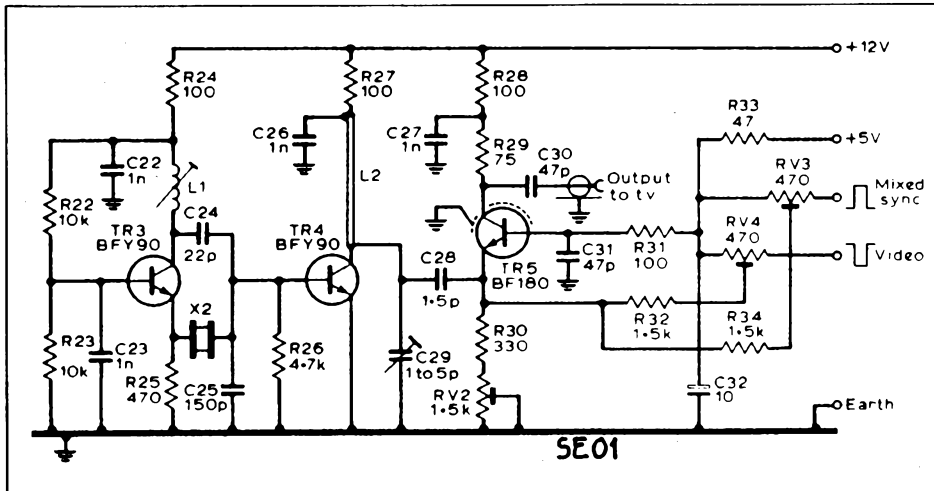 +12V
R24
100
R27
100
R28
100
R33
47
C26
1n
C27
1n
R29
75
+5V
C22
1n
C30
47p
RV3
470
Mixed
sync
L1
L2
Output
to tv
R22
10k
C24
22p
RV4
470
TR3
BFY90
TR4
BFY90
C31
47p
R31
100
Video
C28
1·5p
TR5
BF180
X2
R32
1·5k
R34
1·5k
R23
10k
C23
1n
R26
4·7k
R30
330
R25
470
C25
150p
C29
1 to 5p
RV2
1·5k
C32
10
Earth
SE01